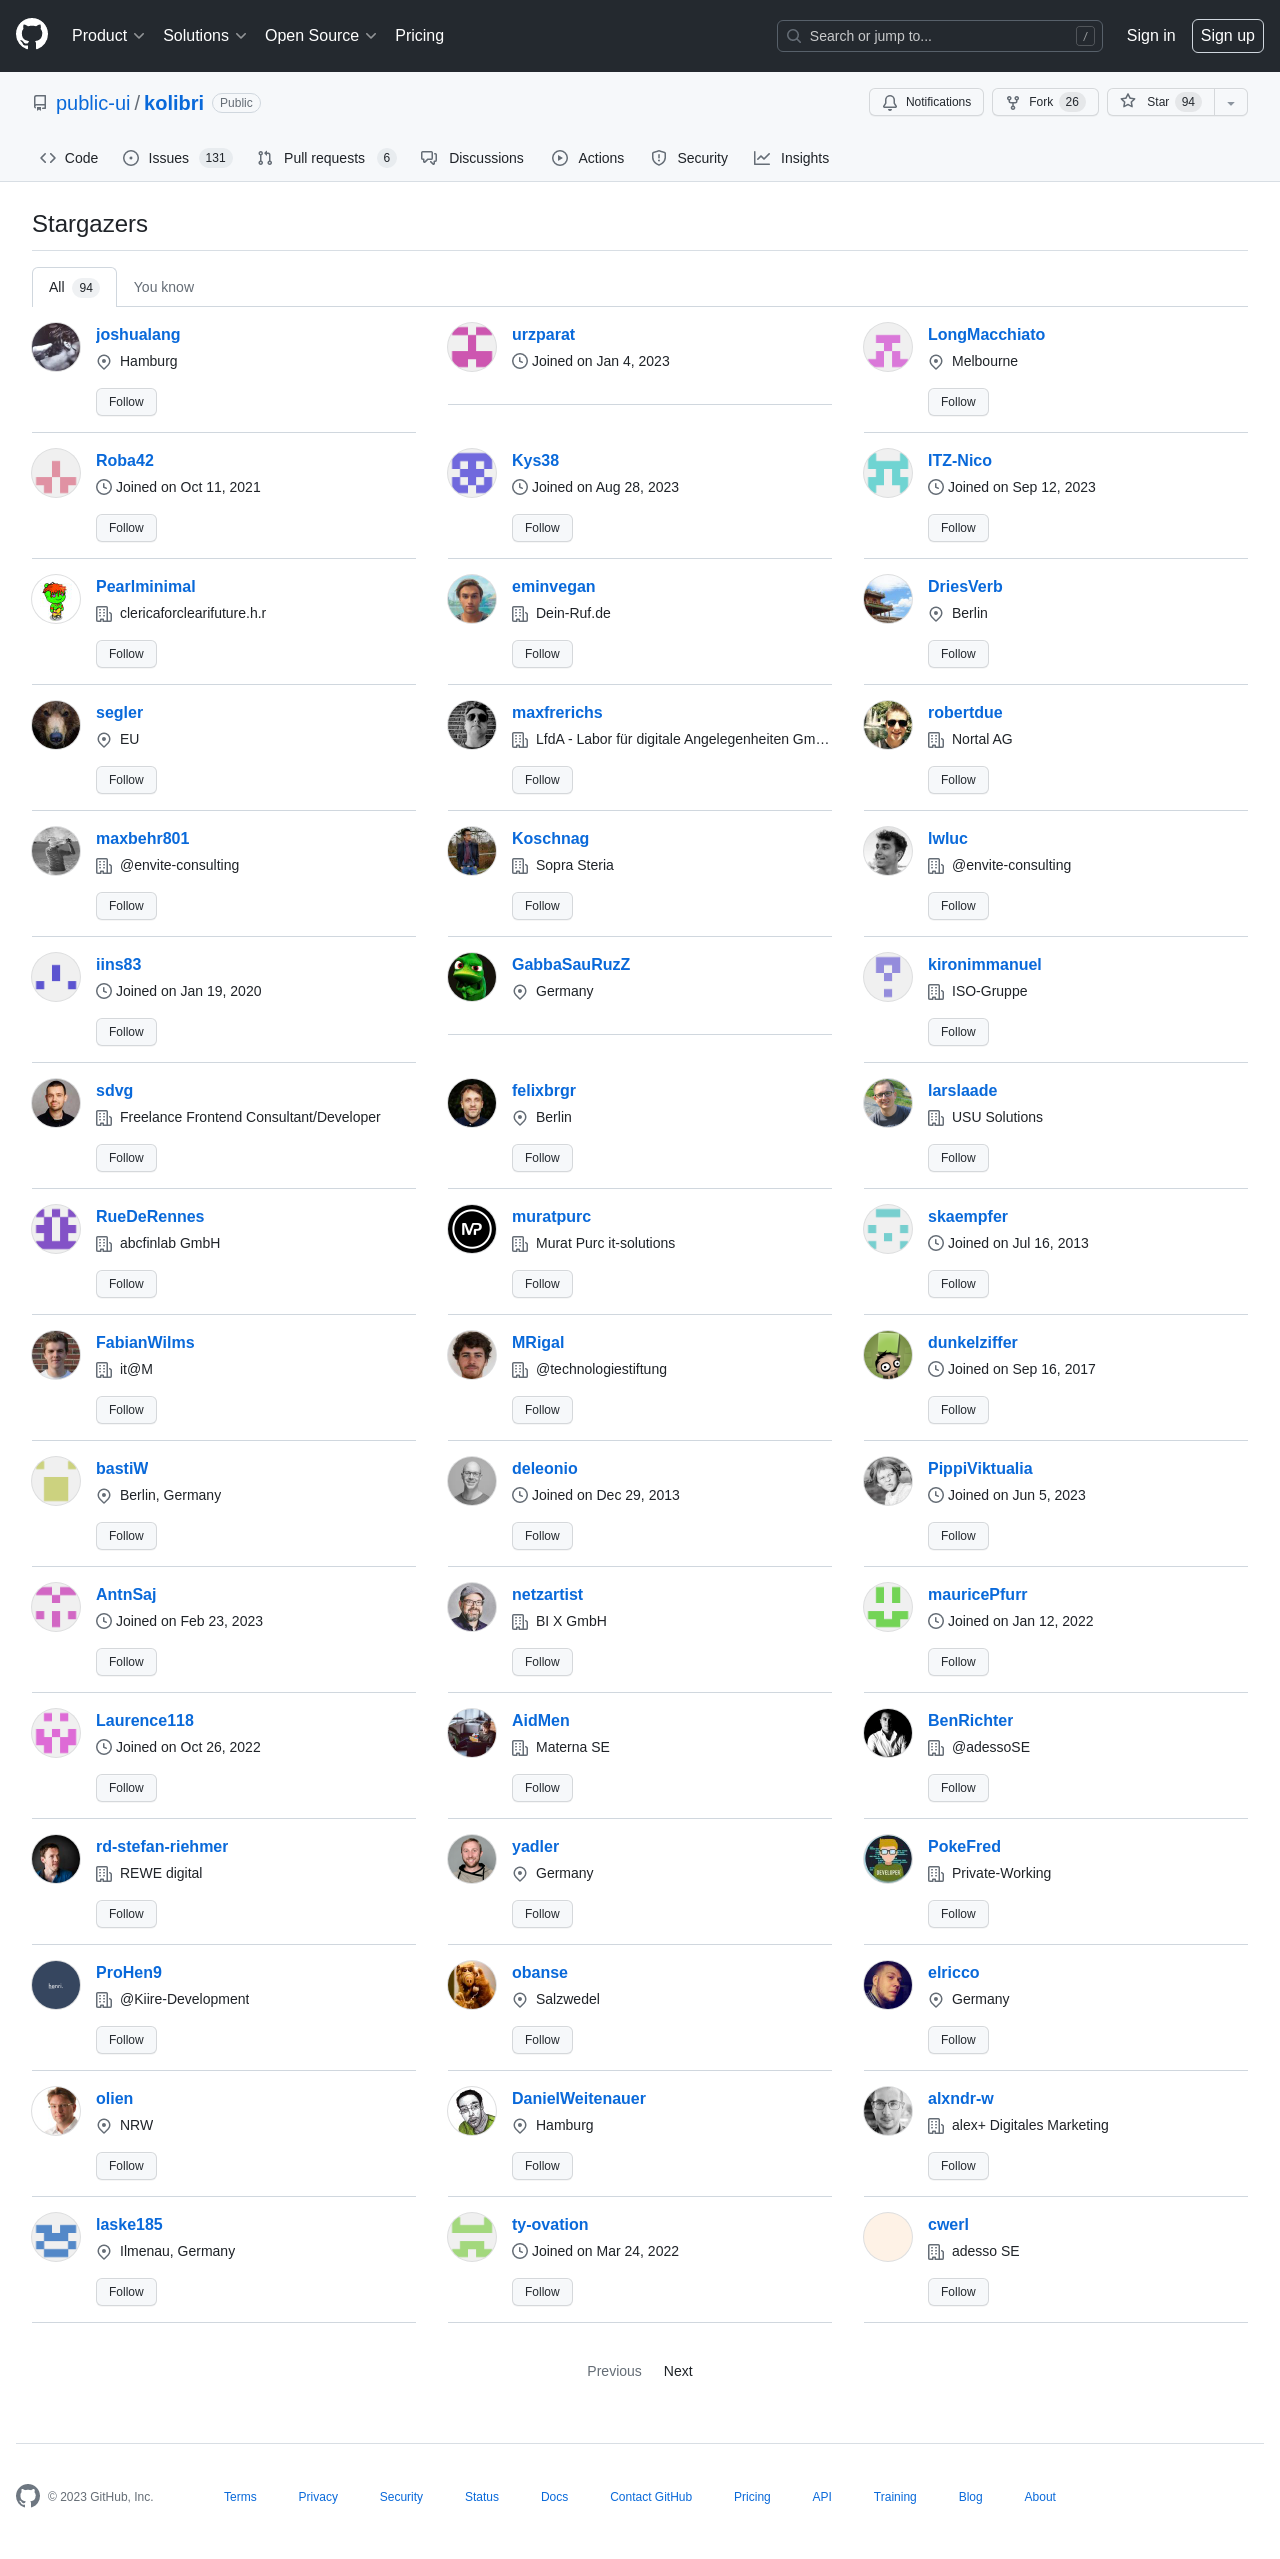 Product Solutions Open Source Pricing Search or jump to... / Sign in Sign up
public-ui / kolibri Public Notifications Fork 26 Star 94
Code Issues 131 Pull requests 6 Discussions Actions Security Insights
Stargazers
All 94 You know
joshualang
Hamburg
Follow
urzparat
Joined on Jan 4, 2023
LongMacchiato
Melbourne
Follow
Roba42
Joined on Oct 11, 2021
Follow
Kys38
Joined on Aug 28, 2023
Follow
ITZ-Nico
Joined on Sep 12, 2023
Follow
Pearlminimal
clericaforclearifuture.h.r
Follow
eminvegan
Dein-Ruf.de
Follow
DriesVerb
Berlin
Follow
segler
EU
Follow
maxfrerichs
LfdA - Labor für digitale Angelegenheiten Gm…
Follow
robertdue
Nortal AG
Follow
maxbehr801
@envite-consulting
Follow
Koschnag
Sopra Steria
Follow
lwluc
@envite-consulting
Follow
iins83
Joined on Jan 19, 2020
Follow
GabbaSauRuzZ
Germany
kironimmanuel
ISO-Gruppe
Follow
sdvg
Freelance Frontend Consultant/Developer
Follow
felixbrgr
Berlin
Follow
larslaade
USU Solutions
Follow
RueDeRennes
abcfinlab GmbH
Follow
MP
muratpurc
Murat Purc it-solutions
Follow
skaempfer
Joined on Jul 16, 2013
Follow
FabianWilms
it@M
Follow
MRigal
@technologiestiftung
Follow
dunkelziffer
Joined on Sep 16, 2017
Follow
bastiW
Berlin, Germany
Follow
deleonio
Joined on Dec 29, 2013
Follow
PippiViktualia
Joined on Jun 5, 2023
Follow
AntnSaj
Joined on Feb 23, 2023
Follow
netzartist
BI X GmbH
Follow
mauricePfurr
Joined on Jan 12, 2022
Follow
Laurence118
Joined on Oct 26, 2022
Follow
AidMen
Materna SE
Follow
BenRichter
@adessoSE
Follow
rd-stefan-riehmer
REWE digital
Follow
yadler
Germany
Follow
DEVELOPER
PokeFred
Private-Working
Follow
henri.
ProHen9
@Kiire-Development
Follow
obanse
Salzwedel
Follow
elricco
Germany
Follow
olien
NRW
Follow
DanielWeitenauer
Hamburg
Follow
alxndr-w
alex+ Digitales Marketing
Follow
laske185
Ilmenau, Germany
Follow
ty-ovation
Joined on Mar 24, 2022
Follow
cwerl
adesso SE
Follow
Previous Next
© 2023 GitHub, Inc. Terms Privacy Security Status Docs Contact GitHub Pricing API Training Blog About